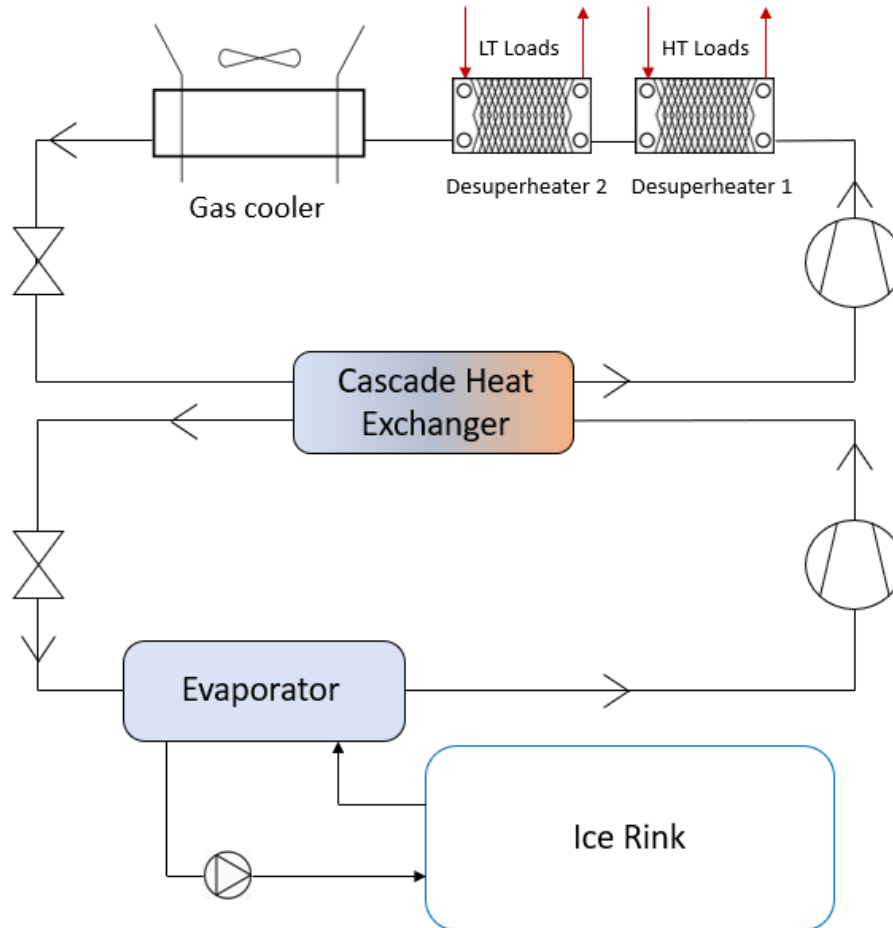 LT Loads
HT Loads
Desuperheater 2
Desuperheater 1
Gas cooler
Cascade Heat
Exchanger
Evaporator
Ice Rink